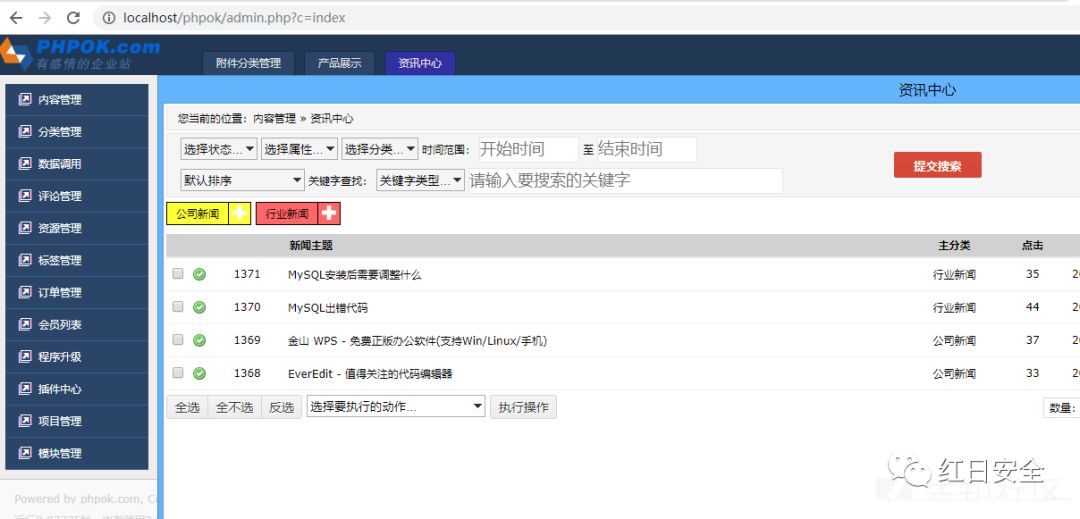 localhost/phpok/admin.php?c=index
PHPOK.com
有感情的企业站
附件分类管理 产品展示 资讯中心
资讯中心
内容管理
分类管理
数据调用
评论管理
资源管理
标签管理
订单管理
会员列表
程序升级
插件中心
项目管理
模块管理
您当前的位置: 内容管理 » 资讯中心
选择状态... 选择属性... 选择分类... 时间范围: 开始时间 至 结束时间
默认排序 关键字查找: 关键字类型... 请输入要搜索的关键字
提交搜索
公司新闻 行业新闻
新闻主题 主分类 点击
1371 MySQL安装后需要调整什么 行业新闻 35 20
1370 MySQL出错代码 行业新闻 44 20
1369 金山 WPS - 免费正版办公软件(支持Win/Linux/手机) 公司新闻 37 20
1368 EverEdit - 值得关注的代码编辑器 公司新闻 33 20
全选 全不选 反选 选择要执行的动作... 执行操作
数量:
红日安全
Powered by phpok.com, C